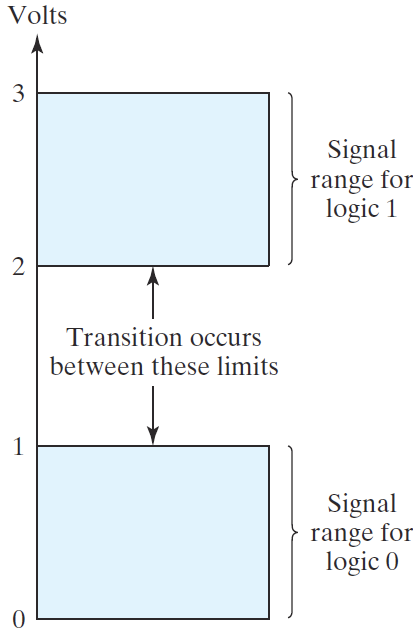 Volts
3
Signal
range for
logic 1
2
Transition occurs
between these limits
1
Signal
range for
logic 0
0